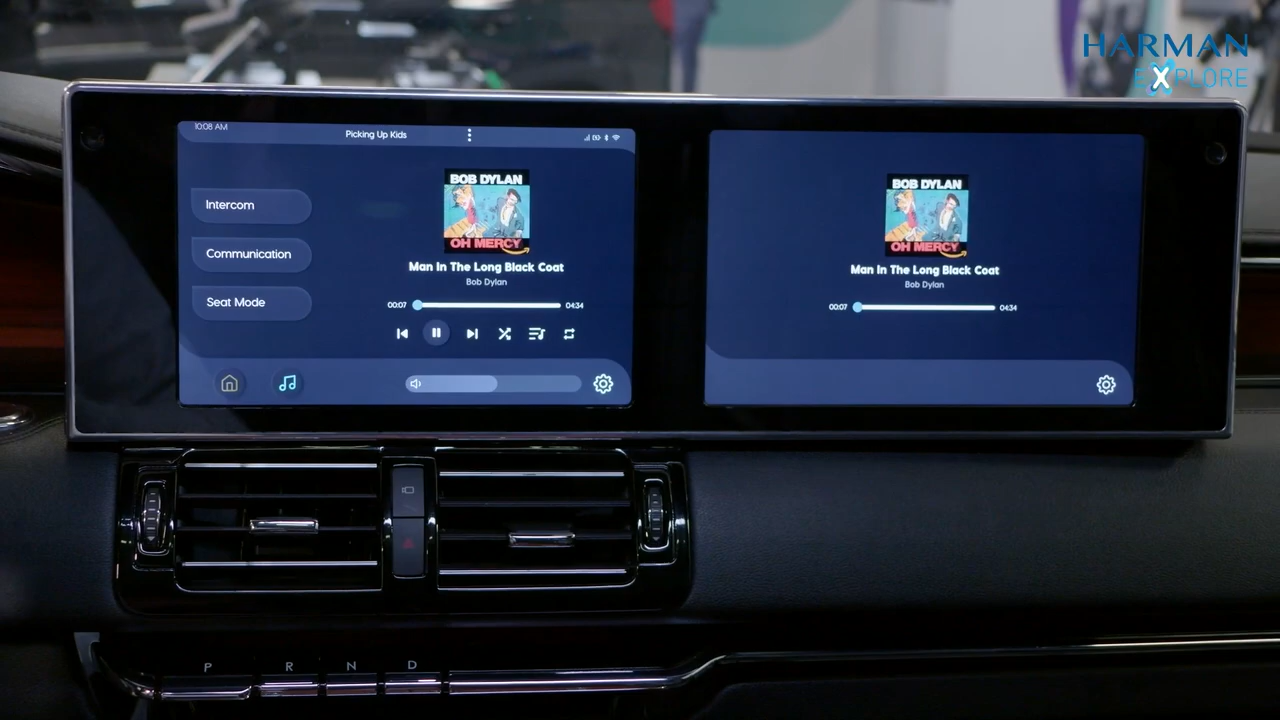 HARMAN
EXPLORE
10:08 AM
Picking Up Kids
Intercom
Communication
Seat Mode
BOB DYLAN
OH MERCY
Man In The Long Black Coat
Bob Dylan
00:07
04:34
BOB DYLAN
OH MERCY
Man In The Long Black Coat
Bob Dylan
00:07
04:34
P R N D